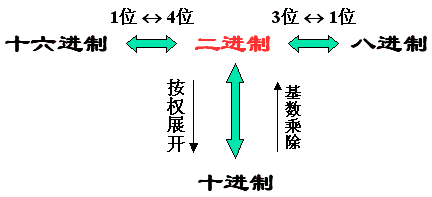 1位 ↔ 4位
3位 ↔ 1位
十六进制
二进制
八进制
按权展开
基数乘除
十进制